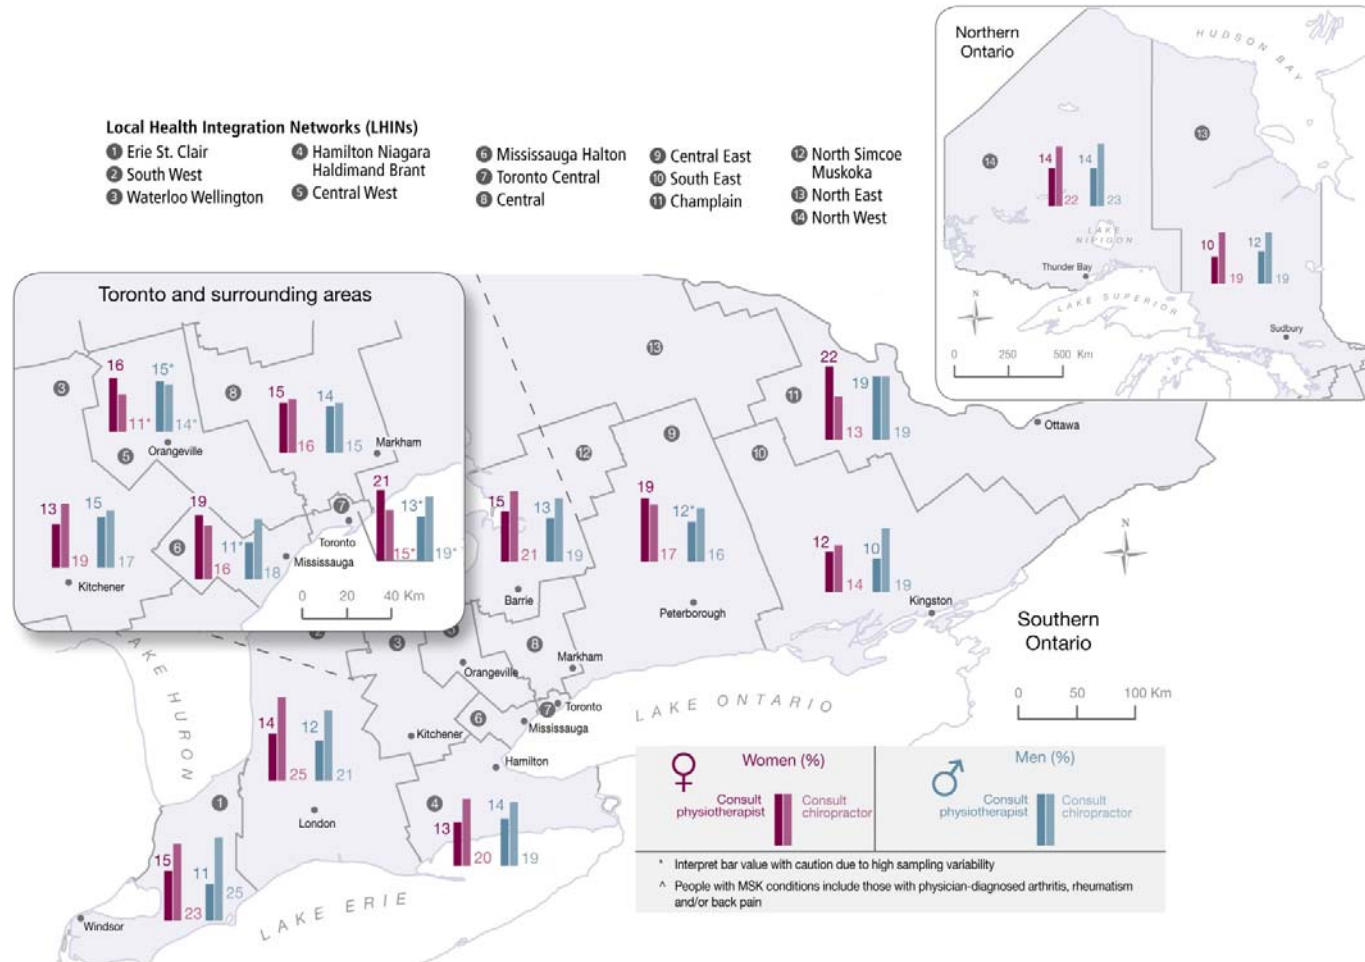 Local Health Integration Networks (LHINs)
1 Erie St. Clair
2 South West
3 Waterloo Wellington
4 Hamilton Niagara
Haldimand Brant
5 Central West
6 Mississauga Halton
7 Toronto Central
8 Central
9 Central East
10 South East
11 Champlain
12 North Simcoe
Muskoka
13 North East
14 North West
Northern
Ontario
HUDSON BAY
13
14
14
22
14
23
10
19
12
19
LAKE
NIPIGON
Thunder Bay
LAKE SUPERIOR
Sudbury
N
0 250 500 Km
Toronto and surrounding areas
3
16
11*
15*
14*
Orangeville
5
8
15
16
14
15
Markham
13
19
15
17
Kitchener
6
19
16
11*
18
Mississauga
7
Toronto
21
15*
13*
19*
0 20 40 Km
13
11
22
13
19
19
Ottawa
12
15
21
13
19
Barrie
9
19
17
12*
16
Peterborough
10
12
14
10
19
Kingston
N
Southern
Ontario
0 50 100 Km
3
8
Orangeville
Markham
7
Toronto
6
Mississauga
Kitchener
Hamilton
LAKE ONTARIO
LAKE HURON
14
25
12
21
London
1
15
23
11
25
Windsor
4
13
20
14
19
LAKE ERIE
Women (%)
Consult
physiotherapist
Consult
chiropractor
Men (%)
Consult
physiotherapist
Consult
chiropractor
* Interpret bar value with caution due to high sampling variability
^ People with MSK conditions include those with physician-diagnosed arthritis, rheumatism
and/or back pain